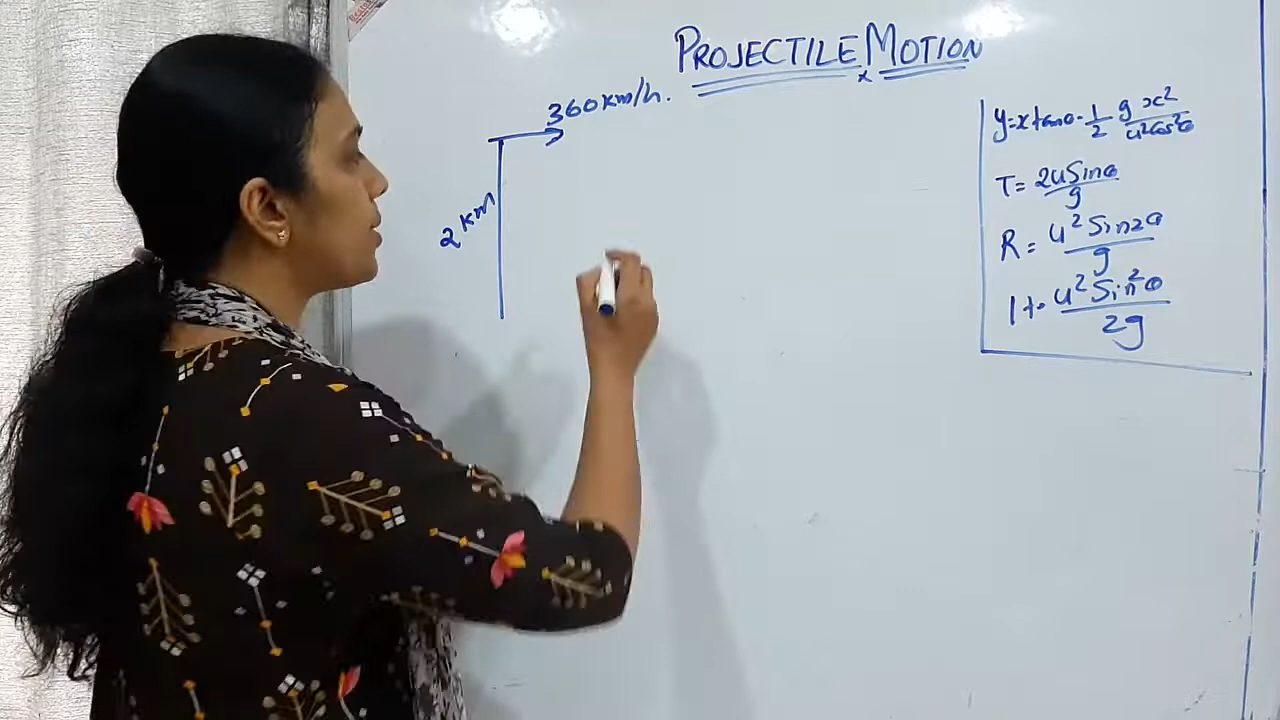 PROJECTILE MOTION
360 km/h.
2 km
y=x tanθ - 1/2 g x²/u²cos²θ
T = 2u Sinθ/g
R = u² Sin2θ/g
H = u² Sin²θ/2g